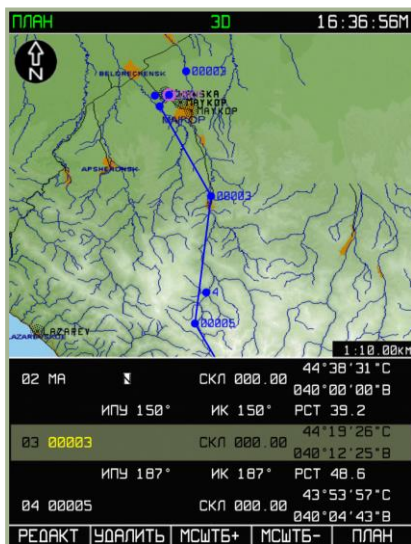 ПЛАН 3D 16:36:56М
N
BELORECHENSK
00003
MAYKOP
MAYKOP
MAIKOP
APSHERONSK
00003
4
00005
LAZAREV
1:10.00КМ
02 МА СКЛ 000.00 44°38'31"С
040°00'00"В
ИПУ 150° ИК 150° РСТ 39.2
03 00003 СКЛ 000.00 44°19'26"С
040°12'25"В
ИПУ 187° ИК 187° РСТ 48.6
04 00005 СКЛ 000.00 43°53'57"С
040°04'43"В
РЕДАКТ УДАЛИТЬ МСШТБ+ МСШТБ- ПЛАН